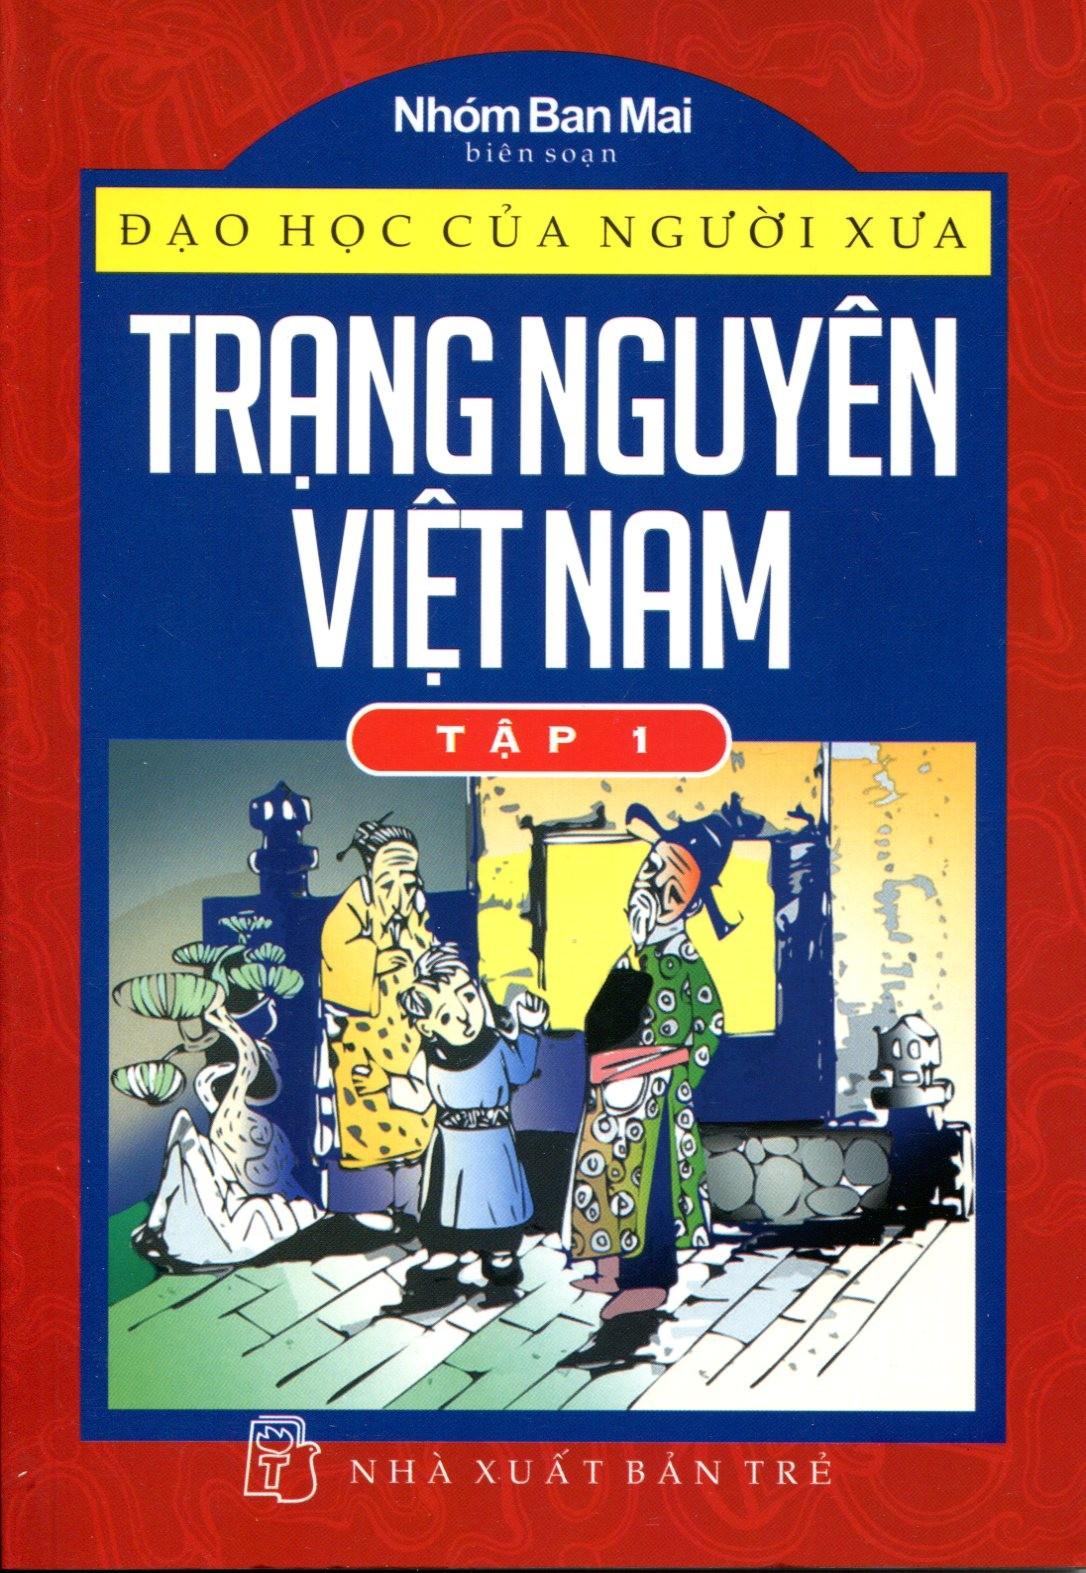 Nhóm Ban Mai
biên soạn
ĐẠO HỌC CỦA NGƯỜI XƯA
TRẠNG NGUYÊN
VIỆT NAM
TẬP 1
T
NHÀ XUẤT BẢN TRẺ